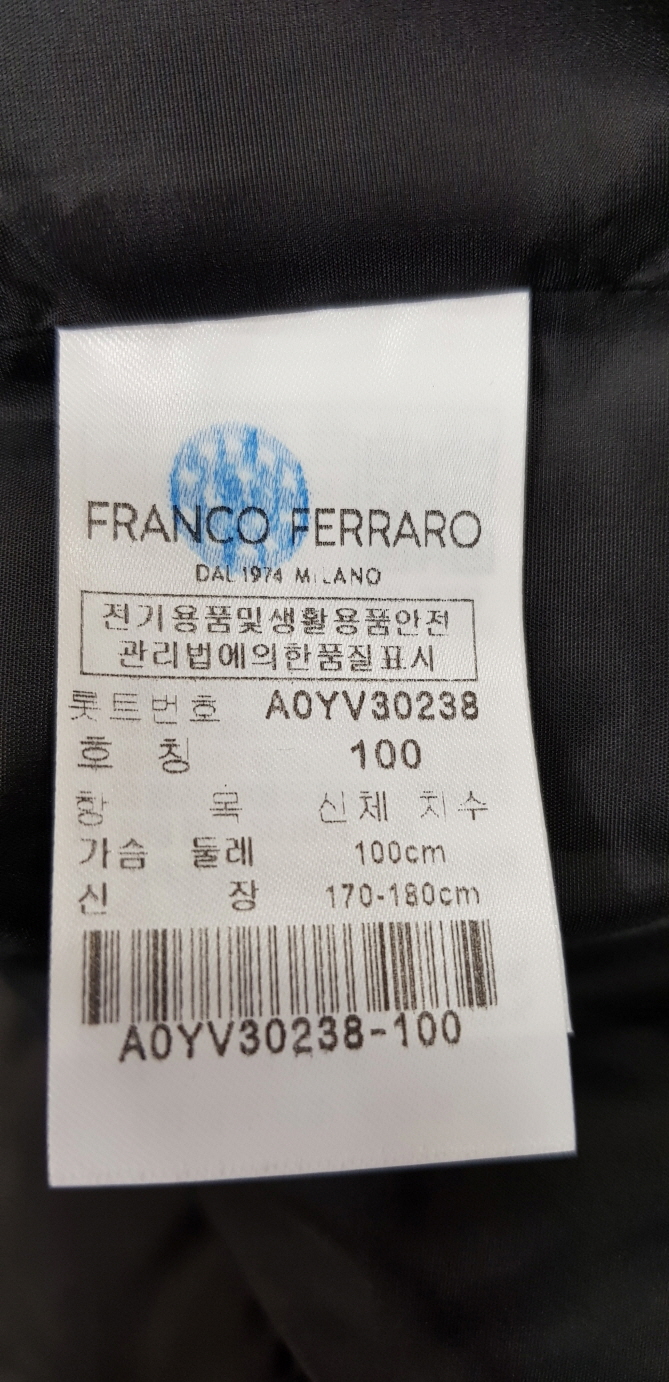 FRANCO FERRARO
DAL 1974 MILANO
전기용품및생활용품안전
관리법에의한품질표시
롯트번호 A0YV30238
호 칭 100
항 목 신체 치수
가슴 둘레 100cm
신 장 170-180cm
A0YV30238-100